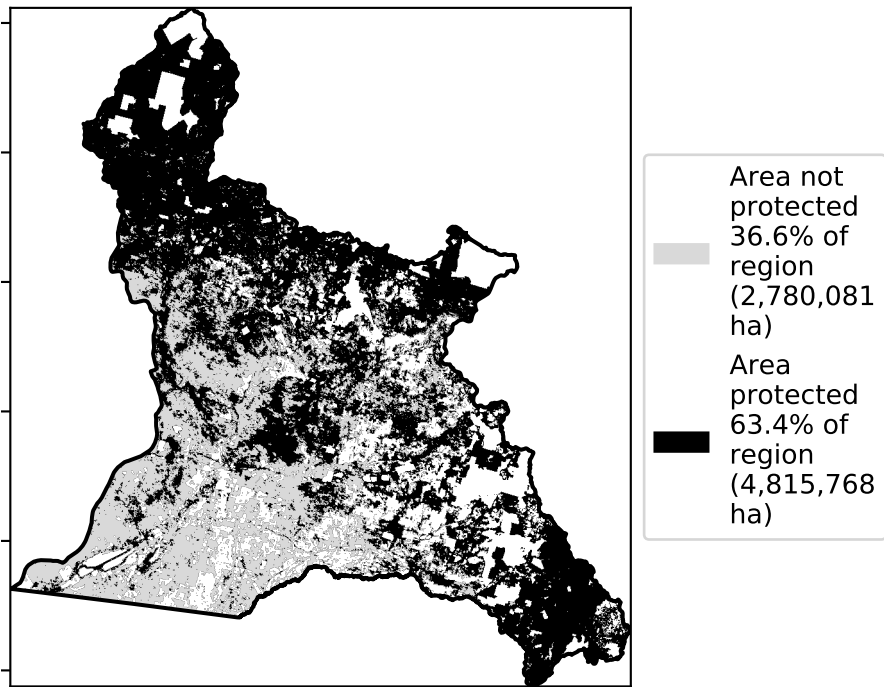 Area not
protected
36.6% of
region
(2,780,081
ha)
Area
protected
63.4% of
region
(4,815,768
ha)